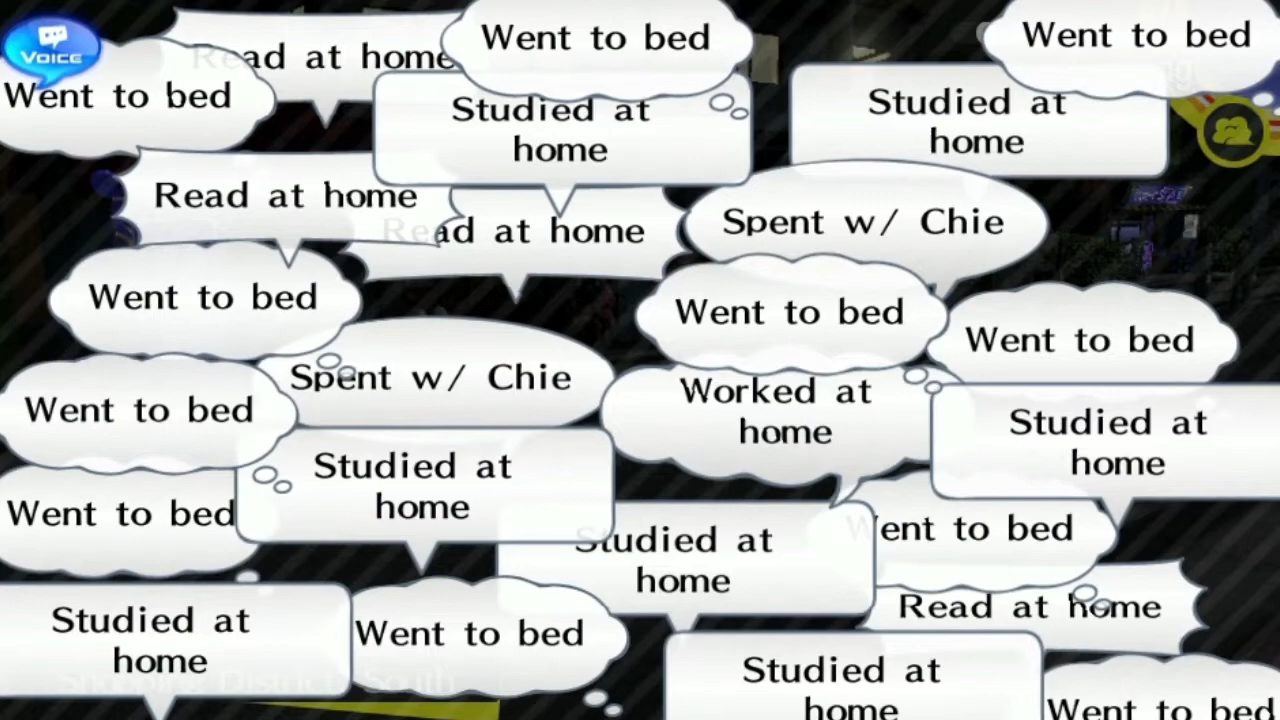 VOICE
Read at home
Went to bed
Went to bed
Went to bed
Studied at
home
Studied at
home
Read at home
Read at home
Spent w/ Chie
Went to bed
Went to bed
Went to bed
Spent w/ Chie
Went to bed
Worked at
home
Studied at
home
Studied at
home
Went to bed
Studied at
home
Went to bed
Read at home
Studied at
home
Went to bed
Studied at
home
Went to bed
Shopping District, South